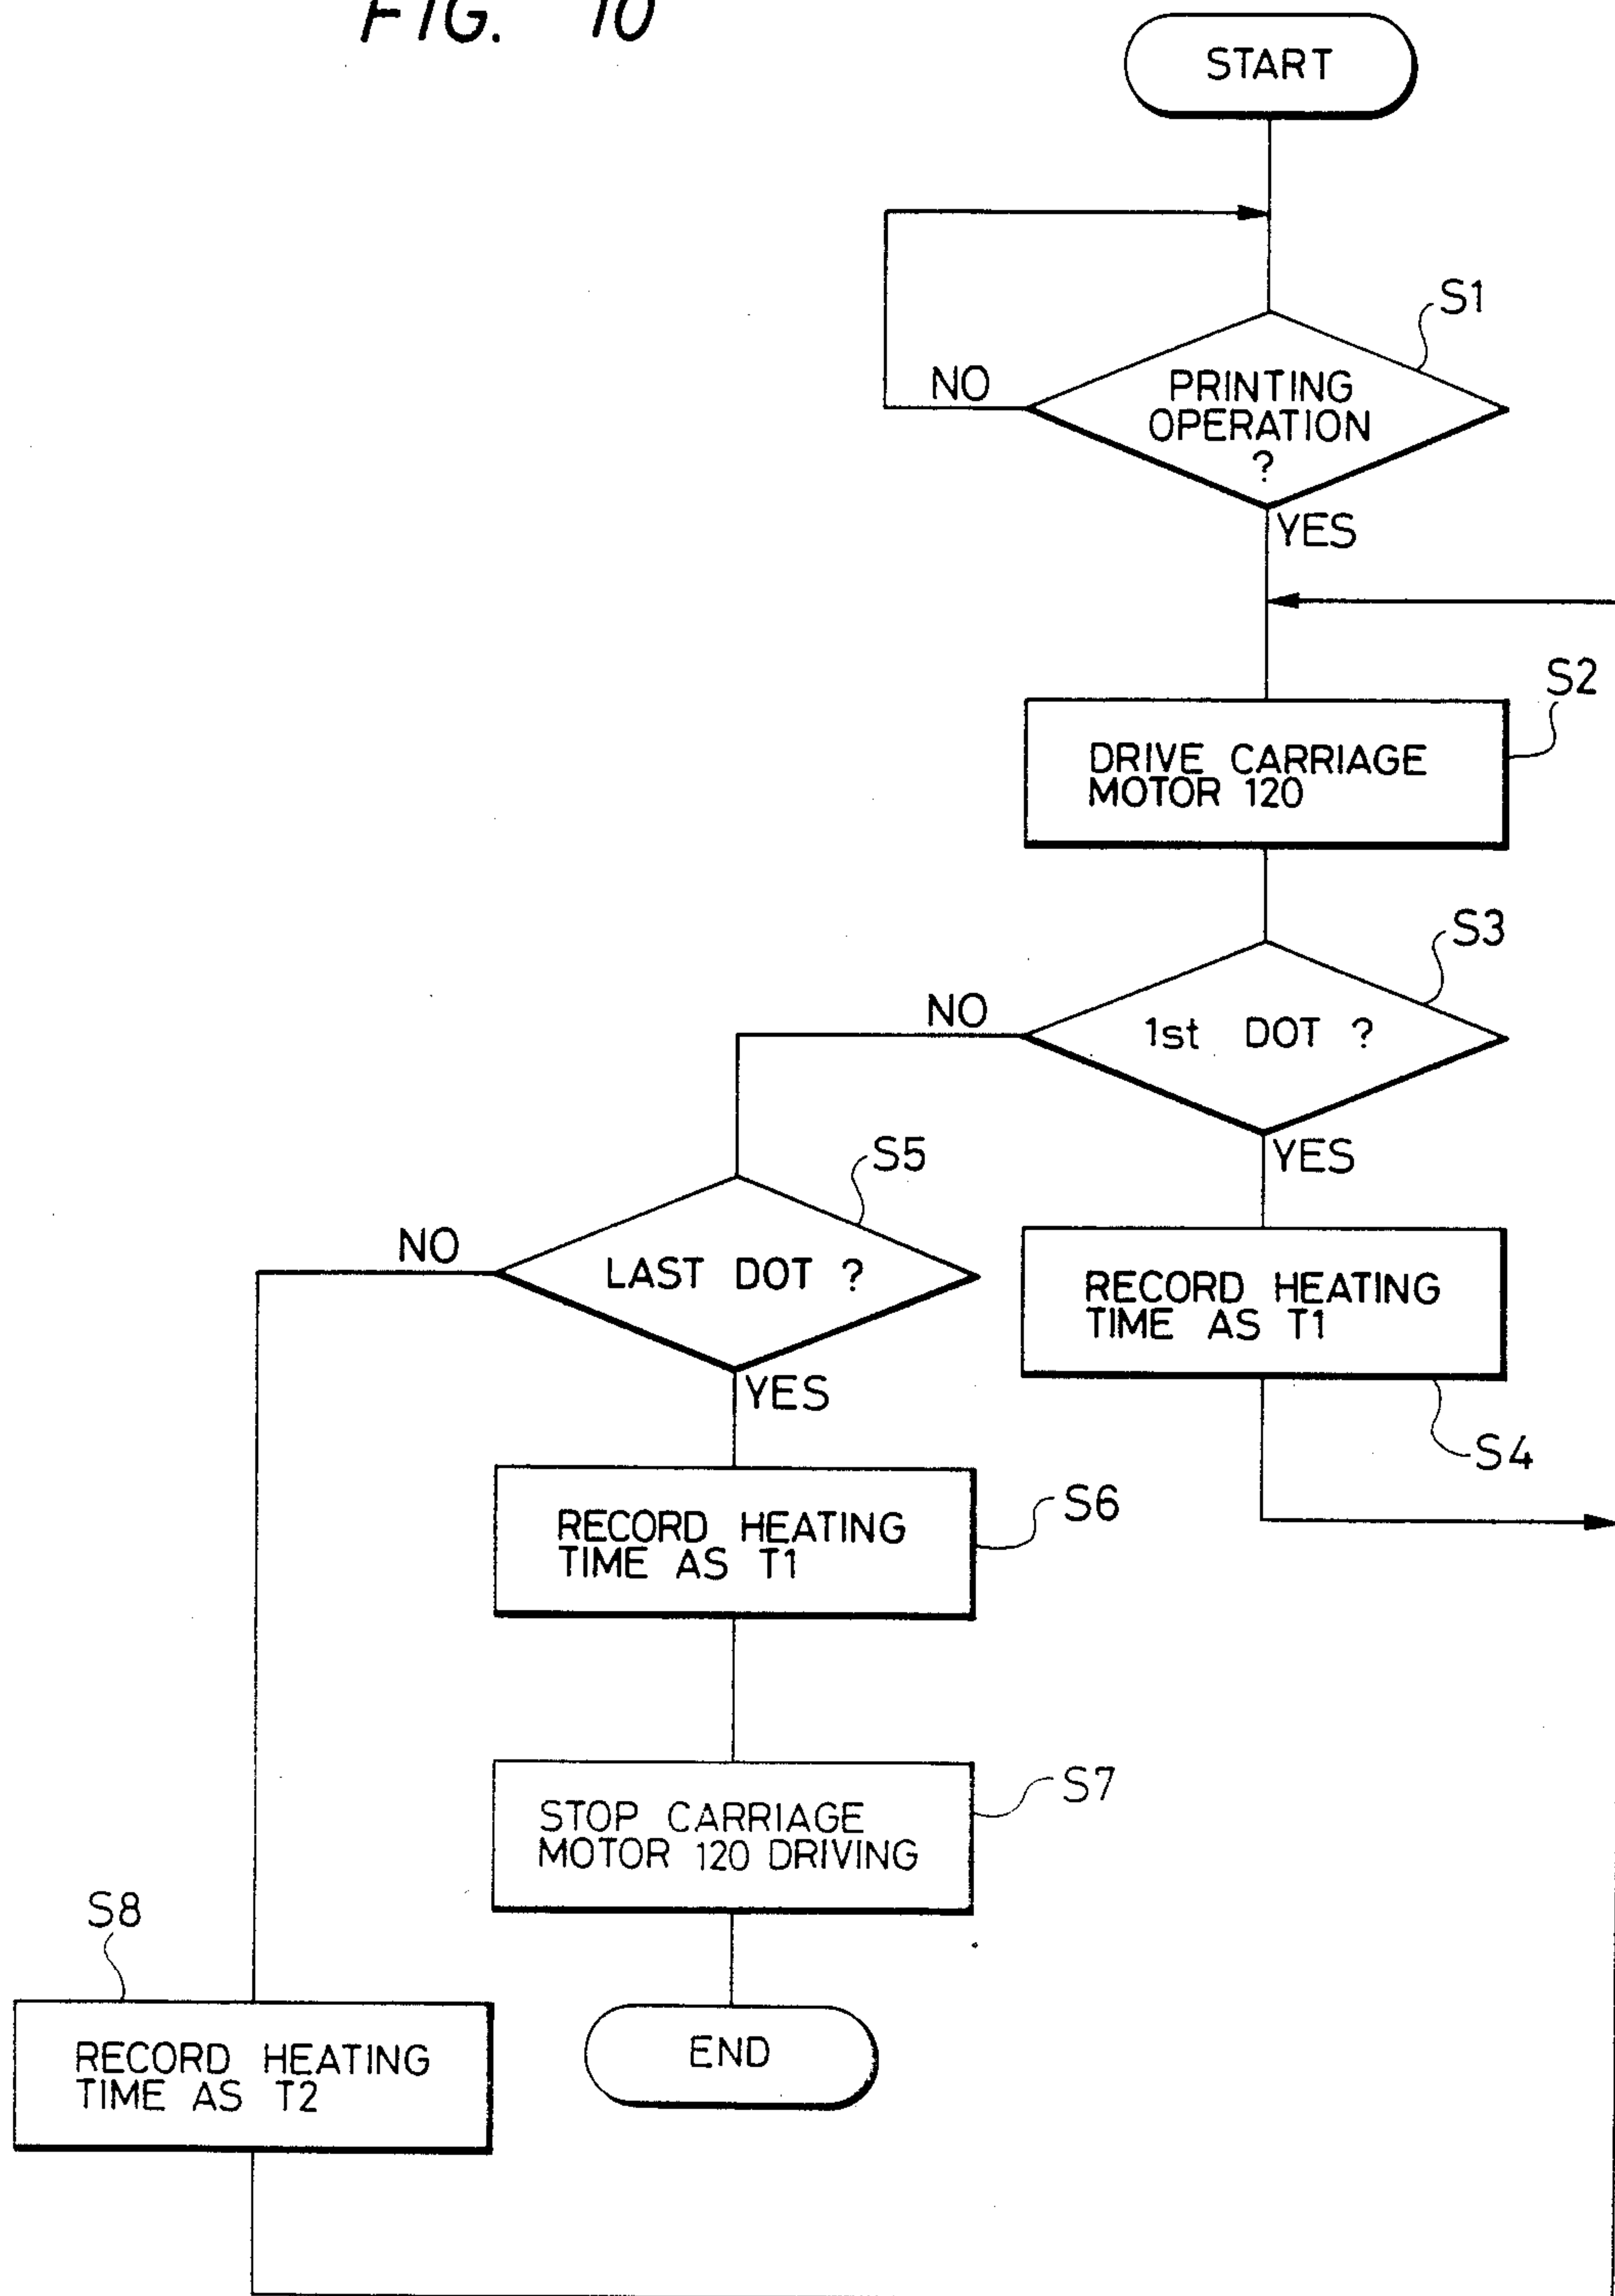 FIG. 10
START
S1
NO
PRINTING
OPERATION
?
YES
S2
DRIVE CARRIAGE
MOTOR 120
S3
NO
1st DOT ?
YES
S5
NO
LAST DOT ?
RECORD HEATING
TIME AS T1
YES
S4
RECORD HEATING
TIME AS T1
S6
STOP CARRIAGE
MOTOR 120 DRIVING
S7
S8
RECORD HEATING
TIME AS T2
END